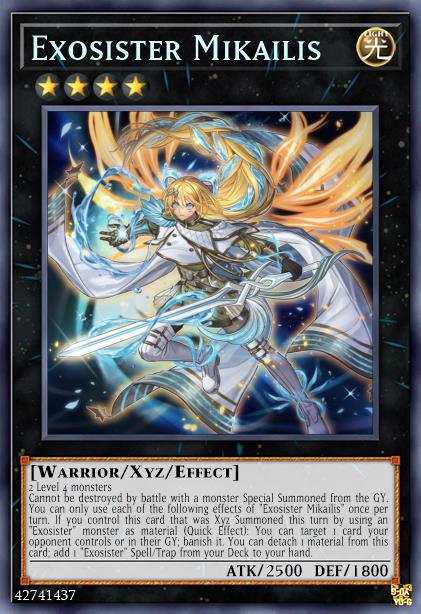 Exosister Mikailis
LIGHT
光
[Warrior/Xyz/Effect]
2 Level 4 monsters
Cannot be destroyed by battle with a monster Special Summoned from the GY.
You can only use each of the following effects of "Exosister Mikailis" once per
turn. If you control this card that was Xyz Summoned this turn by using an
"Exosister" monster as material (Quick Effect): You can target 1 card your
opponent controls or in their GY; banish it. You can detach 1 material from this
card; add 1 "Exosister" Spell/Trap from your Deck to your hand.
ATK/2500 DEF/1800
42741437